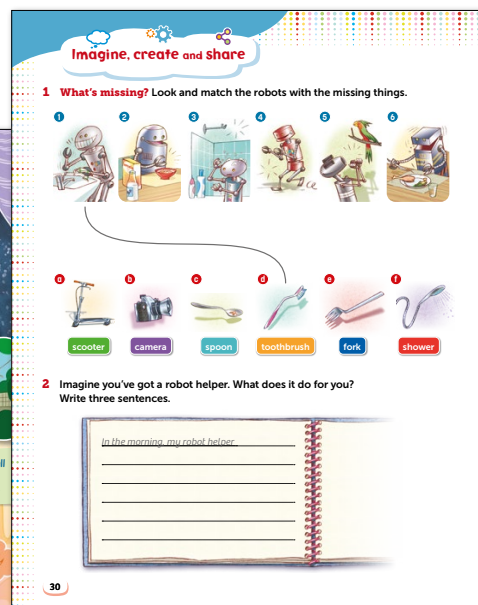 Imagine, create and share
1 What's missing? Look and match the robots with the missing things.
1 2 3 4 5 6
a b c d e f
scooter camera spoon toothbrush fork shower
2 Imagine you've got a robot helper. What does it do for you?
Write three sentences.
In the morning, my robot helper
30